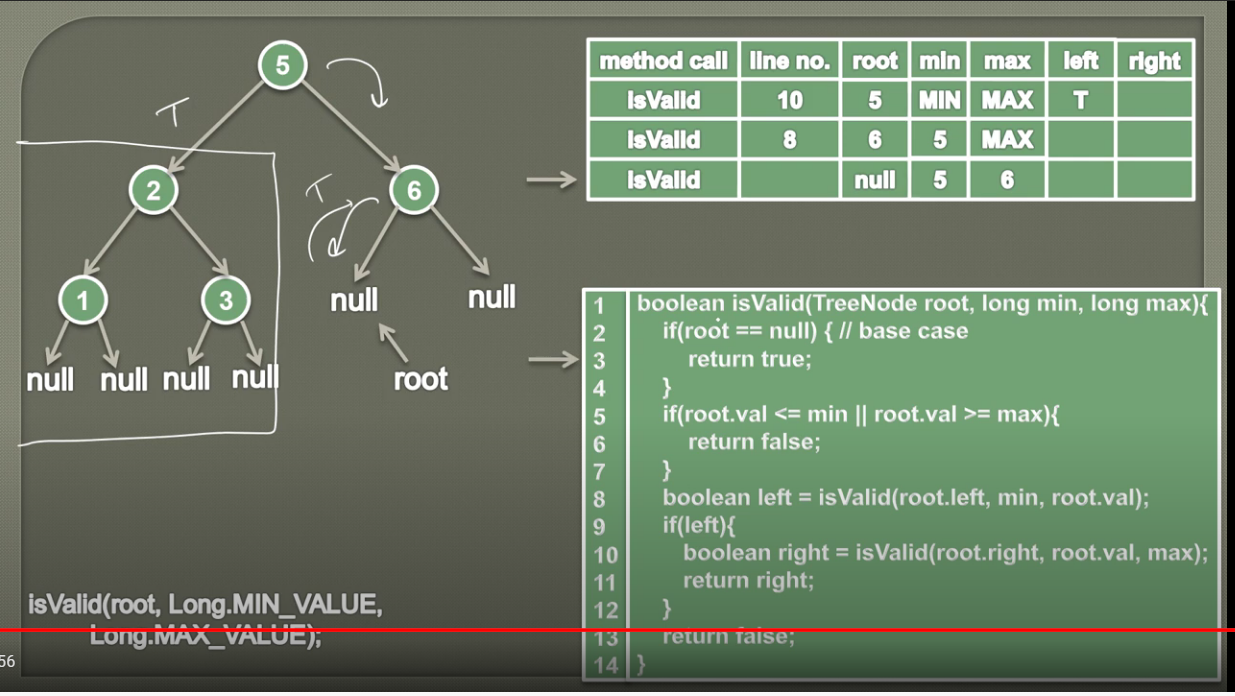 5
T
2
6
T
1
3
null
null
null
null
null
null
root
isValid(root, Long.MIN_VALUE,
Long.MAX_VALUE);
56
method call line no. root min max left right
isValid 10 5 MIN MAX T
isValid 8 6 5 MAX
isValid null 5 6
1 boolean isValid(TreeNode root, long min, long max){
2 if(root == null) { // base case
3 return true;
4 }
5 if(root.val <= min || root.val >= max){
6 return false;
7 }
8 boolean left = isValid(root.left, min, root.val);
9 if(left){
10 boolean right = isValid(root.right, root.val, max);
11 return right;
12 }
13 return false;
14 }